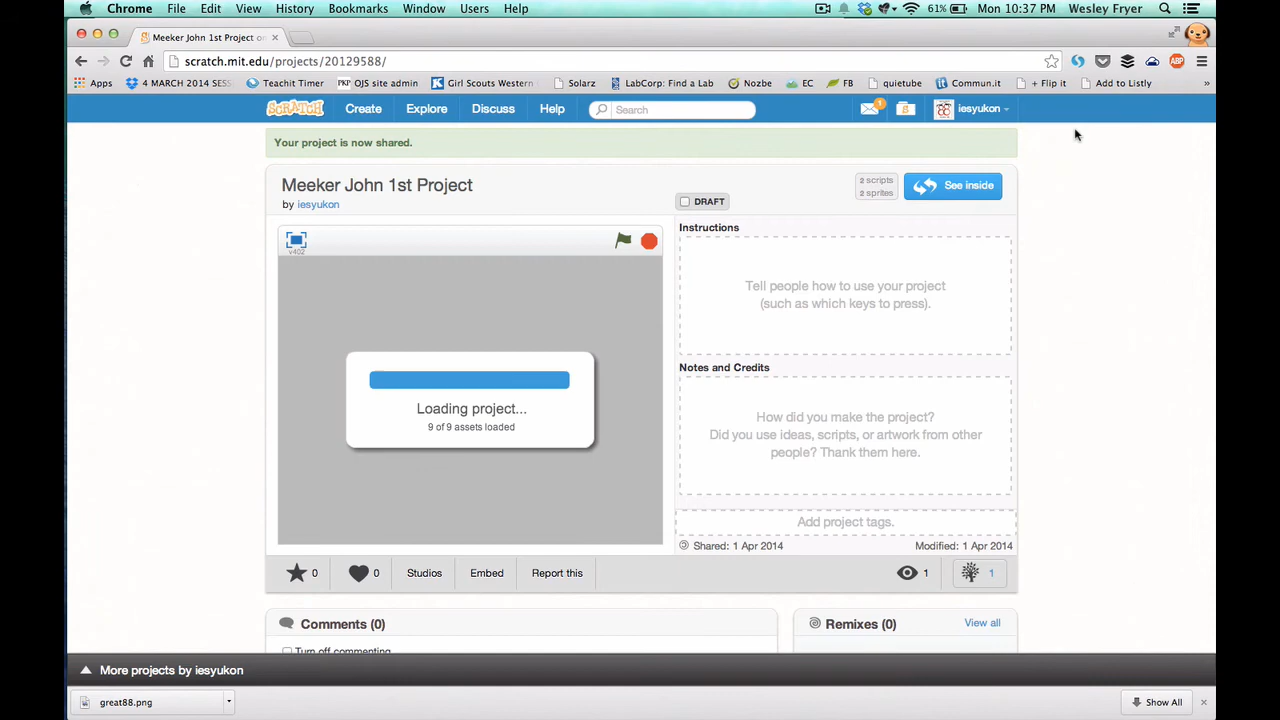 Chrome File Edit View History Bookmarks Window Users Help 61% Mon 10:37 PM Wesley Fryer
Meeker John 1st Project on
scratch.mit.edu/projects/20129588/
ABP
Apps 4 MARCH 2014 SESS Teachit Timer PKP QJS site admin Girl Scouts Western Solarz LabCorp: Find a Lab Nozbe EC FB quietube Commun.it + Flip it Add to Listly »
SCRATCH Create Explore Discuss Help Search 1 iesyukon
Your project is now shared.
Meeker John 1st Project
by iesyukon
DRAFT
2 scripts
2 sprites
See inside
v402
Loading project...
9 of 9 assets loaded
Instructions
Tell people how to use your project
(such as which keys to press).
Notes and Credits
How did you make the project?
Did you use ideas, scripts, or artwork from other
people? Thank them here.
Add project tags.
Shared: 1 Apr 2014 Modified: 1 Apr 2014
0 0 Studios Embed Report this 1 1
Comments (0)
Turn off commenting
Remixes (0) View all
More projects by iesyukon
great88.png Show All